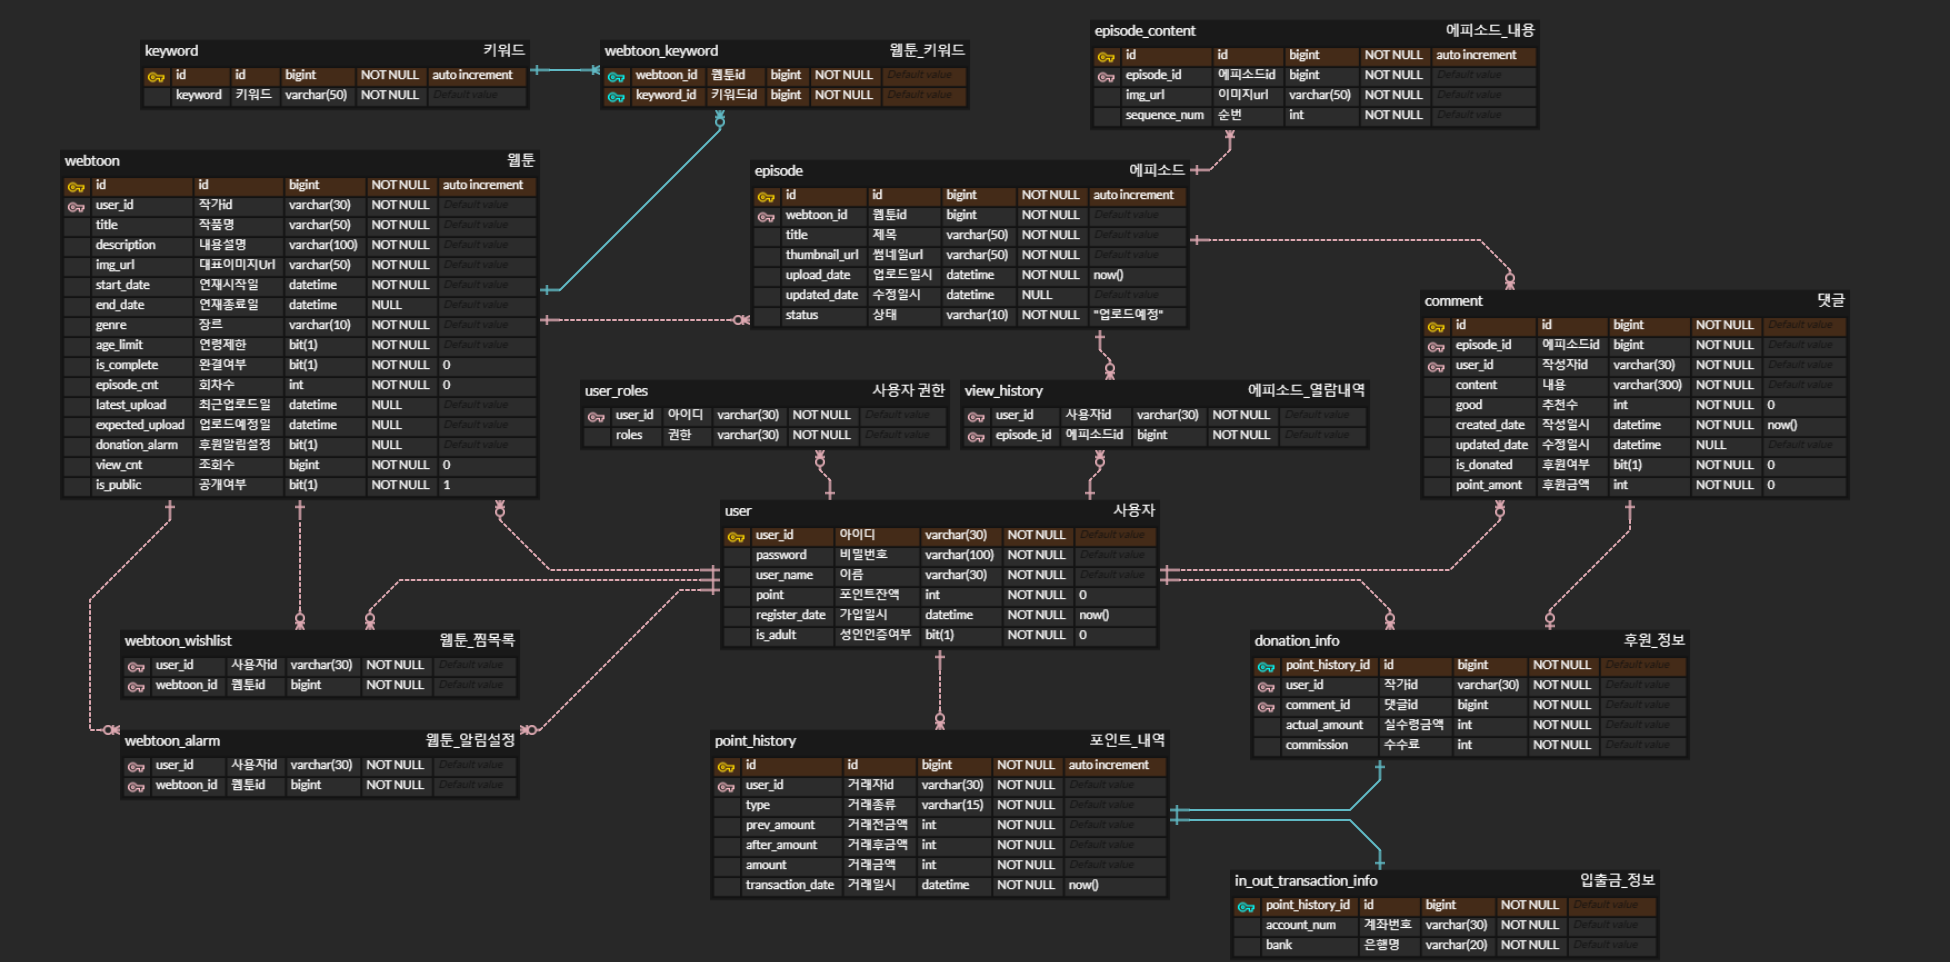 keyword 키워드
id id bigint NOT NULL auto increment
keyword 키워드 varchar(50) NOT NULL Default value
webtoon_keyword 웹툰_키워드
webtoon_id 웹툰id bigint NOT NULL Default value
keyword_id 키워드id bigint NOT NULL Default value
episode_content 에피소드_내용
id id bigint NOT NULL auto increment
episode_id 에피소드id bigint NOT NULL Default value
img_url 이미지url varchar(50) NOT NULL Default value
sequence_num 순번 int NOT NULL Default value
webtoon 웹툰
id id bigint NOT NULL auto increment
user_id 작가id varchar(30) NOT NULL Default value
title 작품명 varchar(50) NOT NULL Default value
description 내용설명 varchar(100) NOT NULL Default value
img_url 대표이미지Url varchar(50) NOT NULL Default value
start_date 연재시작일 datetime NOT NULL Default value
end_date 연재종료일 datetime NULL Default value
genre 장르 varchar(10) NOT NULL Default value
age_limit 연령제한 bit(1) NOT NULL Default value
is_complete 완결여부 bit(1) NOT NULL 0
episode_cnt 회차수 int NOT NULL 0
latest_upload 최근업로드일 datetime NULL Default value
expected_upload 업로드예정일 datetime NULL Default value
donation_alarm 후원알림설정 bit(1) NULL Default value
view_cnt 조회수 bigint NOT NULL 0
is_public 공개여부 bit(1) NOT NULL 1
episode 에피소드
id id bigint NOT NULL auto increment
webtoon_id 웹툰id bigint NOT NULL Default value
title 제목 varchar(50) NOT NULL Default value
thumbnail_url 썸네일url varchar(50) NOT NULL Default value
upload_date 업로드일시 datetime NOT NULL now()
updated_date 수정일시 datetime NULL Default value
status 상태 varchar(10) NOT NULL "업로드예정"
comment 댓글
id id bigint NOT NULL Default value
episode_id 에피소드id bigint NOT NULL Default value
user_id 작성자id varchar(30) NOT NULL Default value
content 내용 varchar(300) NOT NULL Default value
good 추천수 int NOT NULL 0
created_date 작성일시 datetime NOT NULL now()
updated_date 수정일시 datetime NULL Default value
is_donated 후원여부 bit(1) NOT NULL 0
point_amont 후원금액 int NOT NULL 0
user_roles 사용자 권한
user_id 아이디 varchar(30) NOT NULL Default value
roles 권한 varchar(30) NOT NULL Default value
view_history 에피소드_열람내역
user_id 사용자id varchar(30) NOT NULL Default value
episode_id 에피소드id bigint NOT NULL Default value
user 사용자
user_id 아이디 varchar(30) NOT NULL Default value
password 비밀번호 varchar(100) NOT NULL Default value
user_name 이름 varchar(30) NOT NULL Default value
point 포인트잔액 int NOT NULL 0
register_date 가입일시 datetime NOT NULL now()
is_adult 성인인증여부 bit(1) NOT NULL 0
webtoon_wishlist 웹툰_찜목록
user_id 사용자id varchar(30) NOT NULL Default value
webtoon_id 웹툰id bigint NOT NULL Default value
donation_info 후원_정보
point_history_id id bigint NOT NULL Default value
user_id 작가id varchar(30) NOT NULL Default value
comment_id 댓글id bigint NOT NULL Default value
actual_amount 실수령금액 int NOT NULL Default value
commission 수수료 int NOT NULL Default value
webtoon_alarm 웹툰_알림설정
user_id 사용자id varchar(30) NOT NULL Default value
webtoon_id 웹툰id bigint NOT NULL Default value
point_history 포인트_내역
id id bigint NOT NULL auto increment
user_id 거래자id varchar(30) NOT NULL Default value
type 거래종류 varchar(15) NOT NULL Default value
prev_amount 거래전금액 int NOT NULL Default value
after_amount 거래후금액 int NOT NULL Default value
amount 거래금액 int NOT NULL Default value
transaction_date 거래일시 datetime NOT NULL now()
in_out_transaction_info 입출금_정보
point_history_id id bigint NOT NULL Default value
account_num 계좌번호 varchar(30) NOT NULL Default value
bank 은행명 varchar(20) NOT NULL Default value